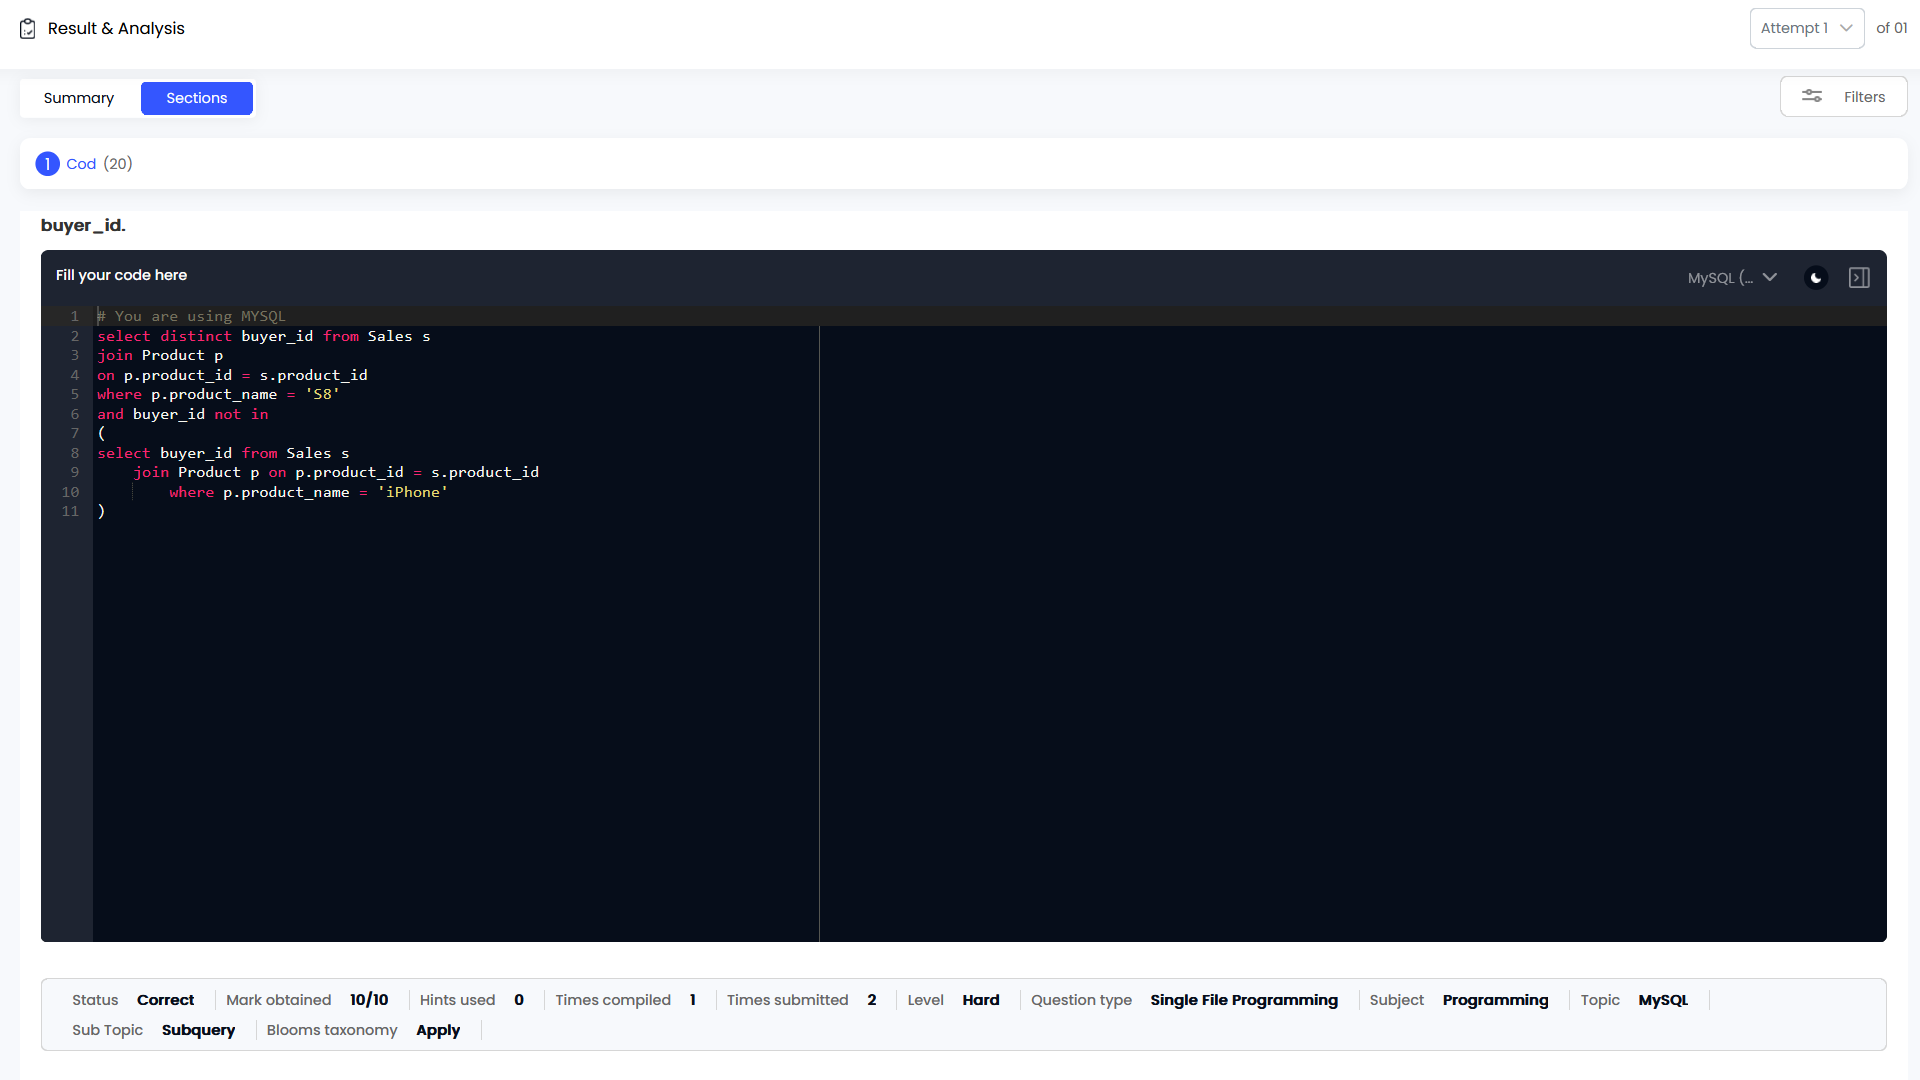 Result & Analysis
Attempt 1 of 01
Summary Sections Filters
1 Cod (20)
buyer_id.
Fill your code here MySQL (...
1 # You are using MYSQL
2 select distinct buyer_id from Sales s
3 join Product p
4 on p.product_id = s.product_id
5 where p.product_name = 'S8'
6 and buyer_id not in
7 (
8 select buyer_id from Sales s
9     join Product p on p.product_id = s.product_id
10         where p.product_name = 'iPhone'
11 )
Status Correct Mark obtained 10/10 Hints used 0 Times compiled 1 Times submitted 2 Level Hard Question type Single File Programming Subject Programming Topic MySQL
Sub Topic Subquery Blooms taxonomy Apply